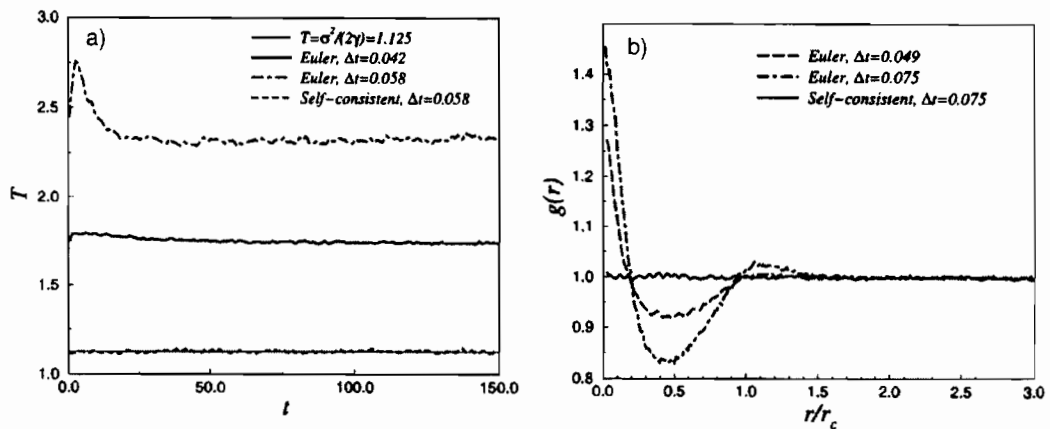 a)
3.0
2.5
2.0
1.5
1.0
T
0.0 50.0 100.0 150.0
t
T=σ²/(2γ)=1.125
Euler, Δt=0.042
Euler, Δt=0.058
Self-consistent, Δt=0.058
b)
1.4
1.3
1.2
1.1
1.0
0.9
0.8
g(r)
0.0 0.5 1.0 1.5 2.0 2.5 3.0
r/r_c
Euler, Δt=0.049
Euler, Δt=0.075
Self-consistent, Δt=0.075